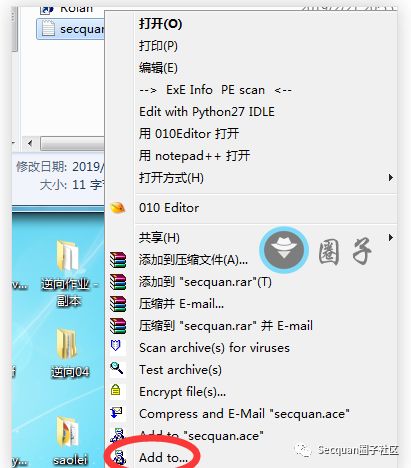 Rolan
secquan
打开(O)
打印(P)
编辑(E)
--> ExE Info PE scan <--
Edit with Python27 IDLE
用 010Editor 打开
用 notepad++ 打开
打开方式(H)
修改日期: 2019/
大小: 11 字节
010 Editor
共享(H)
圈子
添加到压缩文件(A)...
添加到 "secquan.rar"(T)
压缩并 E-mail...
压缩到 "secquan.rar" 并 E-mail
Scan archive(s) for viruses
Test archive(s)
Encrypt file(s)...
Compress and E-Mail "secquan.ace"
Add to "secquan.ace"
Add to...
逆向作业 -
副本
逆向04
saolei
Secquan圈子社区